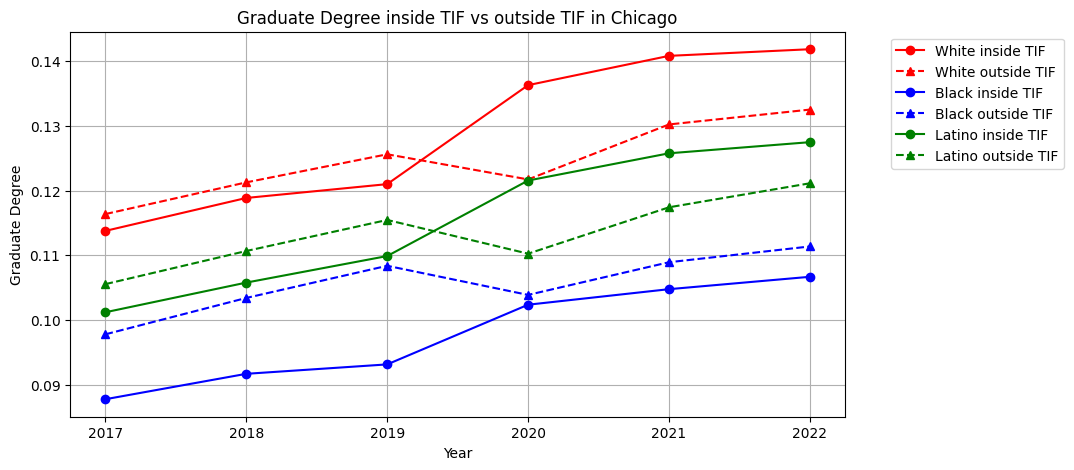 Graduate Degree inside TIF vs outside TIF in Chicago
Graduate Degree
0.14
0.13
0.12
0.11
0.10
0.09
2017 2018 2019 2020 2021 2022
Year
White inside TIF
White outside TIF
Black inside TIF
Black outside TIF
Latino inside TIF
Latino outside TIF